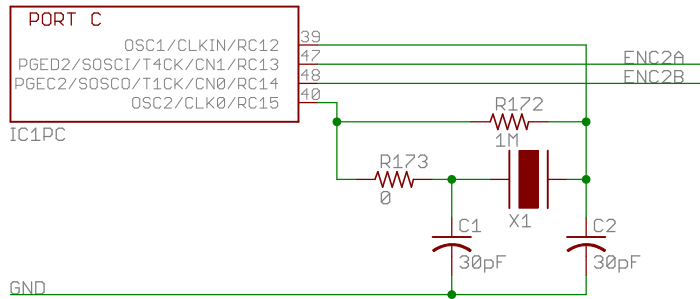 PORT C
OSC1/CLKIN/RC12 39
PGED2/SOSCI/T4CK/CN1/RC13 47 ENC2A
PGEC2/SOSCO/T1CK/CN0/RC14 48 ENC2B
OSC2/CLK0/RC15 40
IC1PC
R172
1M
R173
0
X1
C1 C2
30pF 30pF
GND